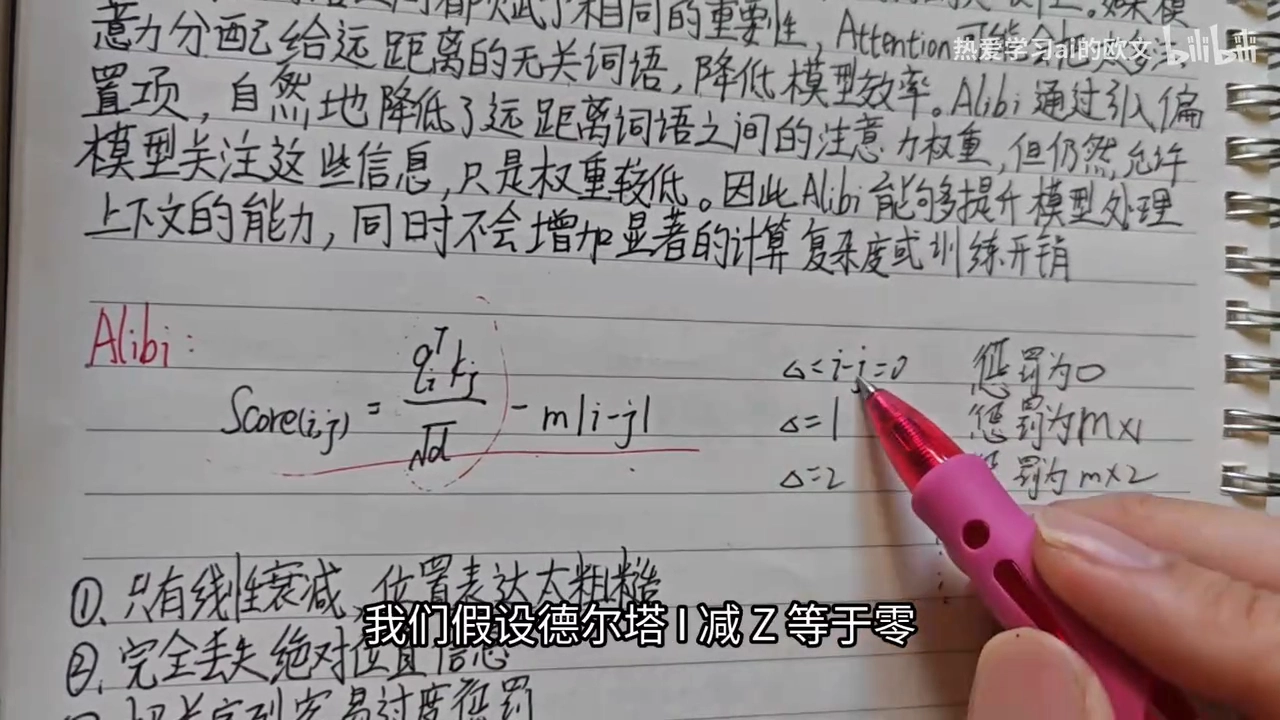 意力分配给远距离的无关词语，降低模型效率。Alibi通过引入偏
置项，自然地降低了远距离词语之间的注意力权重，但仍然允许
模型关注这些信息，只是权重较低。因此Alibi能够多提升模型处理
上下文的能力，同时不会增加显著的计算复杂度或训练开销
热爱学习ai的欧文 bilibili
Alibi:
Score(i,j) = qᵢᵀkⱼ/√d - m|i-j|
Δ<i-j=0 惩罚为0
Δ=1 惩罚为m×1
Δ=2 罚为m×2
①.只有线性衰减,位置表达太粗糙
我们假设德尔塔I减Z等于零
②.完全丢失绝对位置信息